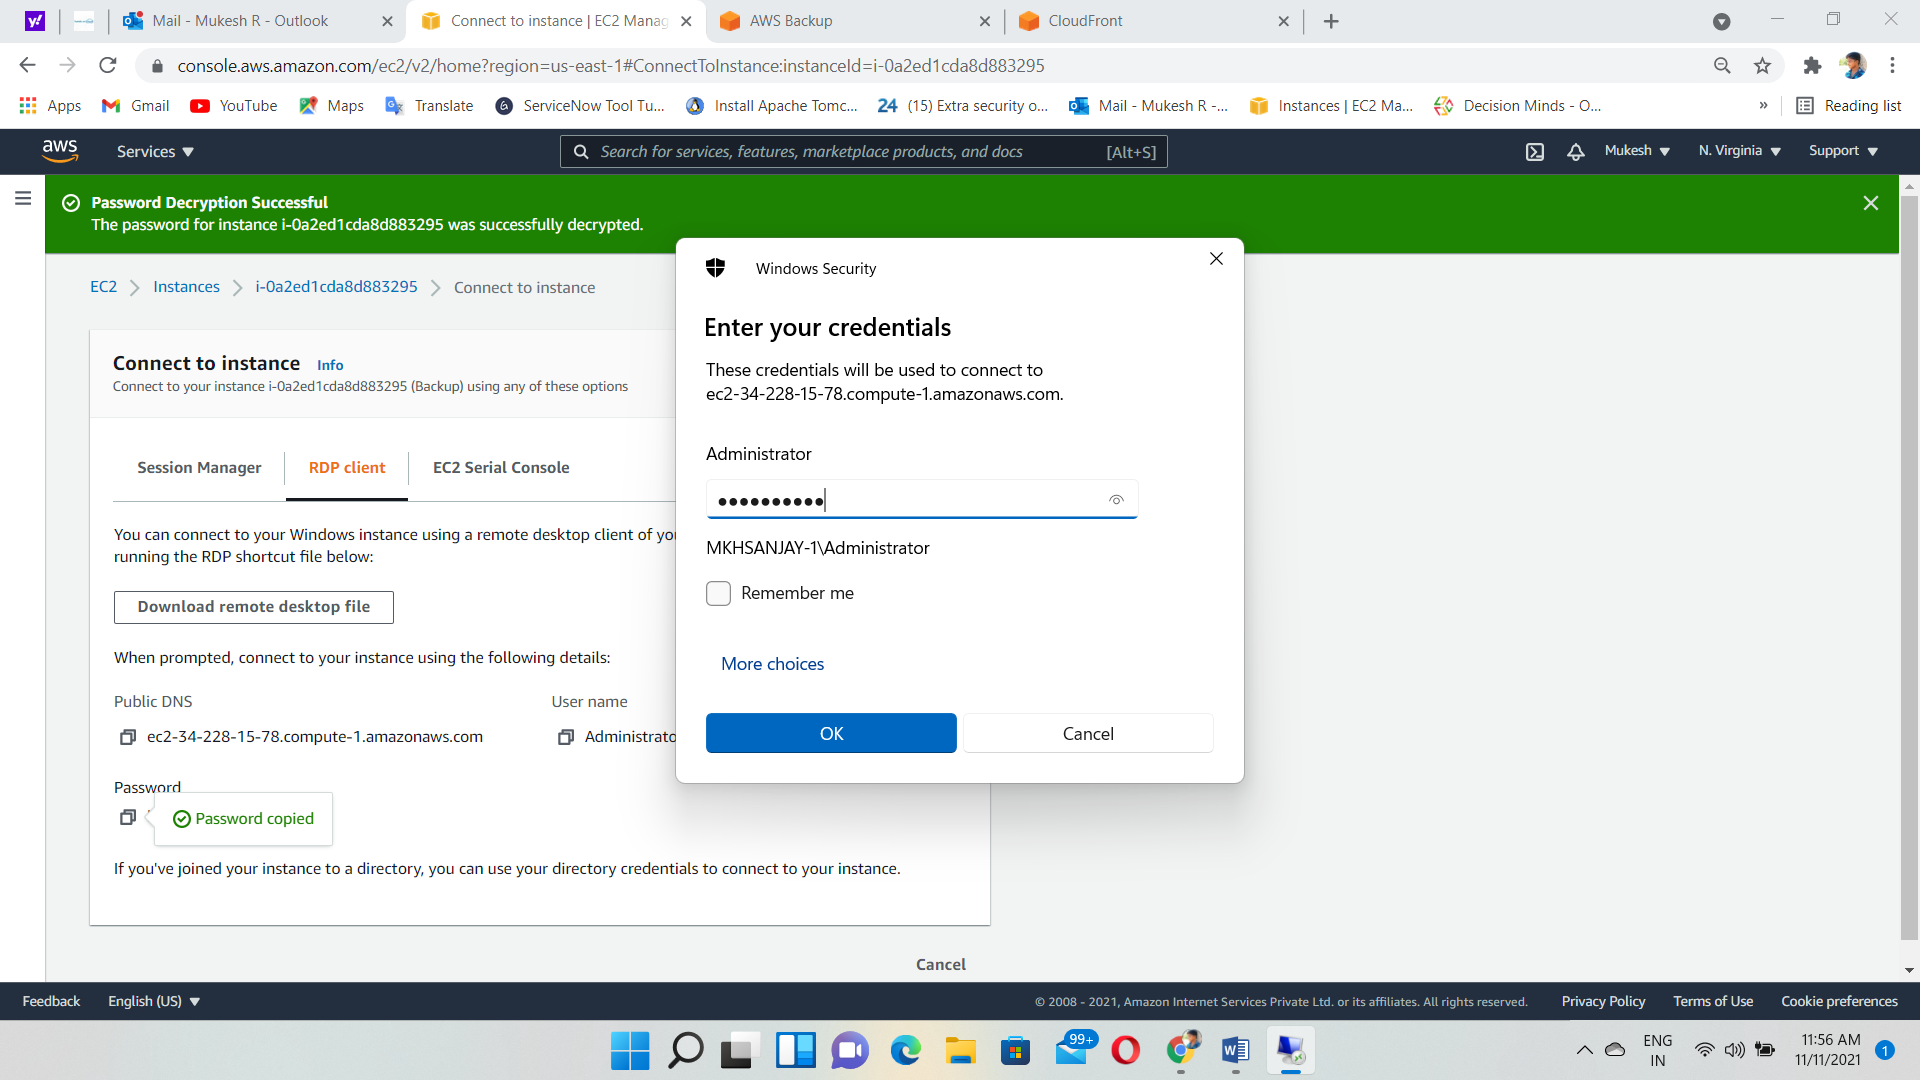 Mail - Mukesh R - Outlook
Connect to instance | EC2 Manag
AWS Backup
CloudFront
console.aws.amazon.com/ec2/v2/home?region=us-east-1#ConnectToInstance:instanceId=i-0a2ed1cda8d883295
Apps
Gmail
YouTube
Maps
Translate
ServiceNow Tool Tu...
Install Apache Tomc...
24 (15) Extra security o...
Mail - Mukesh R -...
Instances | EC2 Ma...
Decision Minds - O...
»
Reading list
aws
Services
Search for services, features, marketplace products, and docs
[Alt+S]
Mukesh
N. Virginia
Support
Password Decryption Successful
The password for instance i-0a2ed1cda8d883295 was successfully decrypted.
EC2
Instances
i-0a2ed1cda8d883295
Connect to instance
Connect to instance Info
Connect to your instance i-0a2ed1cda8d883295 (Backup) using any of these options
Session Manager
RDP client
EC2 Serial Console
You can connect to your Windows instance using a remote desktop client of you
running the RDP shortcut file below:
Download remote desktop file
When prompted, connect to your instance using the following details:
Public DNS
User name
ec2-34-228-15-78.compute-1.amazonaws.com
Administrato
Password
Password copied
If you've joined your instance to a directory, you can use your directory credentials to connect to your instance.
Cancel
Windows Security
Enter your credentials
These credentials will be used to connect to
ec2-34-228-15-78.compute-1.amazonaws.com.
Administrator
●●●●●●●●●●
MKHSANJAY-1\Administrator
Remember me
More choices
OK
Cancel
Feedback
English (US)
© 2008 - 2021, Amazon Internet Services Private Ltd. or its affiliates. All rights reserved.
Privacy Policy
Terms of Use
Cookie preferences
99+
ENG
IN
11:56 AM
11/11/2021
1